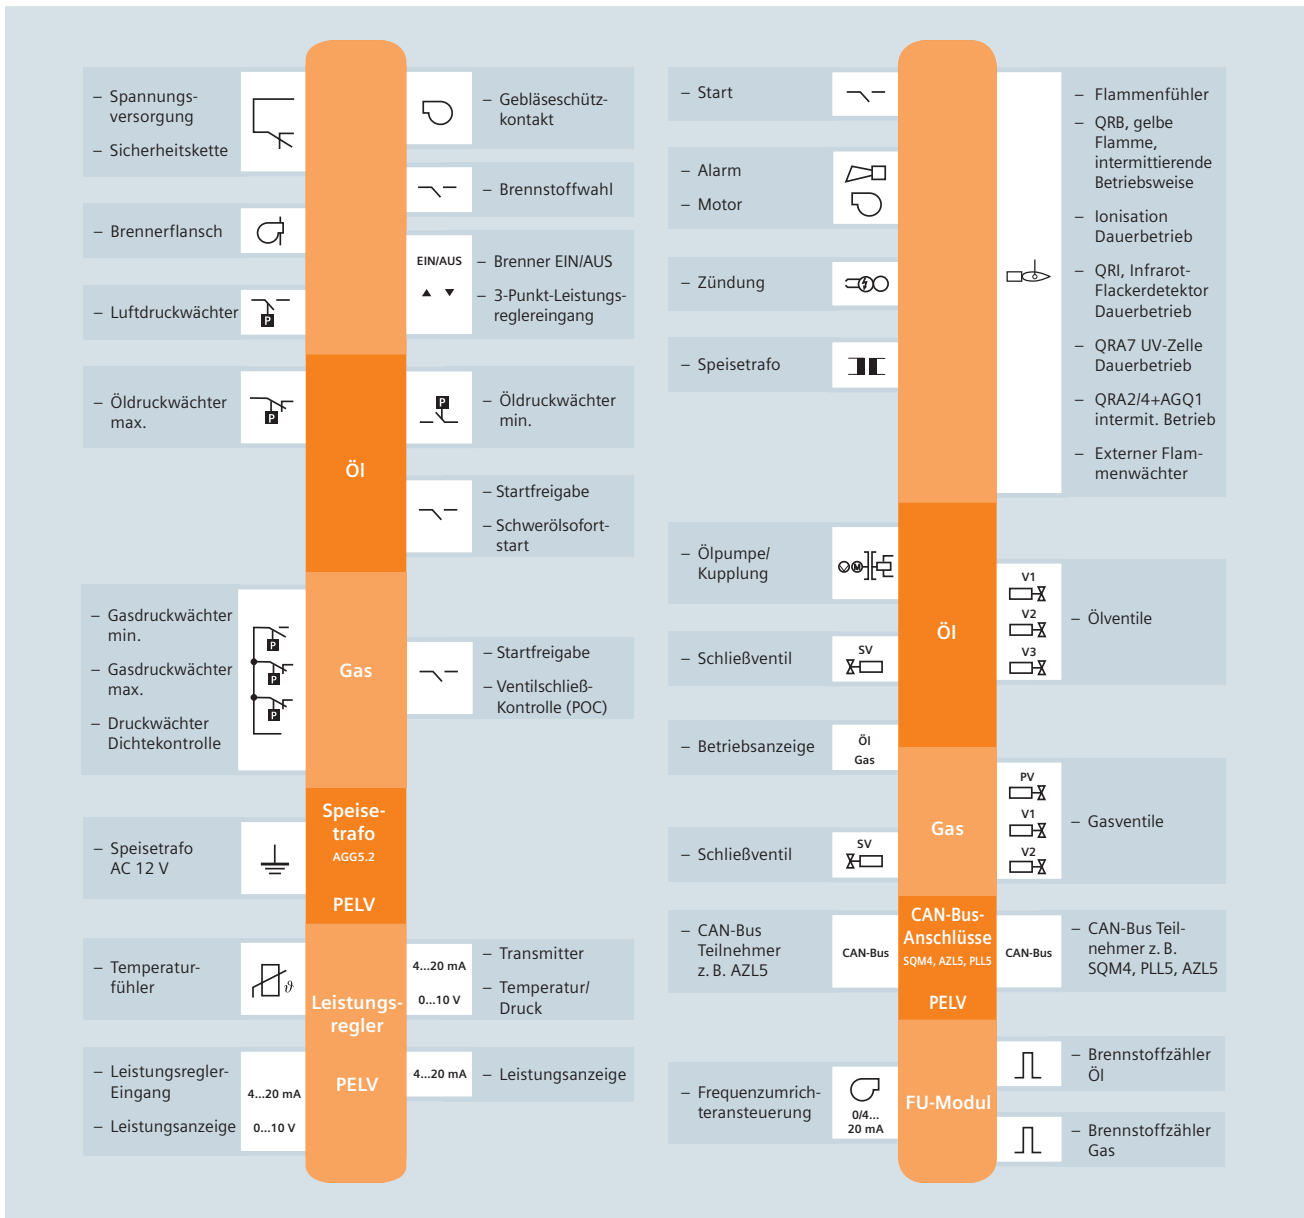 – Spannungs-
versorgung
– Sicherheitskette
– Brennerflansch
– Luftdruckwächter
P
– Öldruckwächter
max.
P
– Gasdruckwächter
min.
– Gasdruckwächter
max.
– Druckwächter
Dichtekontrolle
P
P
P
– Speisetrafo
AC 12 V
– Temperatur-
fühler
ϑ
– Leistungsregler-
Eingang
– Leistungsanzeige
4...20 mA
0...10 V
Öl
Gas
Speise-
trafo
AGG5.2
PELV
Leistungs-
regler
PELV
– Gebläseschütz-
kontakt
– Brennstoffwahl
EIN/AUS
▲ ▼
– Brenner EIN/AUS
– 3-Punkt-Leistungs-
reglereingang
P
– Öldruckwächter
min.
– Startfreigabe
– Schwerölsofort-
start
– Startfreigabe
– Ventilschließ-
Kontrolle (POC)
4...20 mA
0...10 V
– Transmitter
– Temperatur/
Druck
4...20 mA
– Leistungsanzeige
– Start
– Alarm
– Motor
– Zündung
– Speisetrafo
– Ölpumpe/
Kupplung
M
– Schließventil
SV
– Betriebsanzeige
Öl
Gas
– Schließventil
SV
– CAN-Bus
Teilnehmer
z. B. AZL5
CAN-Bus
– Frequenzumrich-
teransteuerung
0/4...
20 mA
Öl
Gas
CAN-Bus-
Anschlüsse
SQM4, AZL5, PLL5
PELV
FU-Modul
– Flammenfühler
– QRB, gelbe
Flamme,
intermittierende
Betriebsweise
– Ionisation
Dauerbetrieb
– QRI, Infrarot-
Flackerdetektor
Dauerbetrieb
– QRA7 UV-Zelle
Dauerbetrieb
– QRA2/4+AGQ1
intermit. Betrieb
– Externer Flam-
menwächter
V1
V2
V3
– Ölventile
PV
V1
V2
– Gasventile
CAN-Bus
– CAN-Bus Teil-
nehmer z. B.
SQM4, PLL5, AZL5
– Brennstoffzähler
Öl
– Brennstoffzähler
Gas